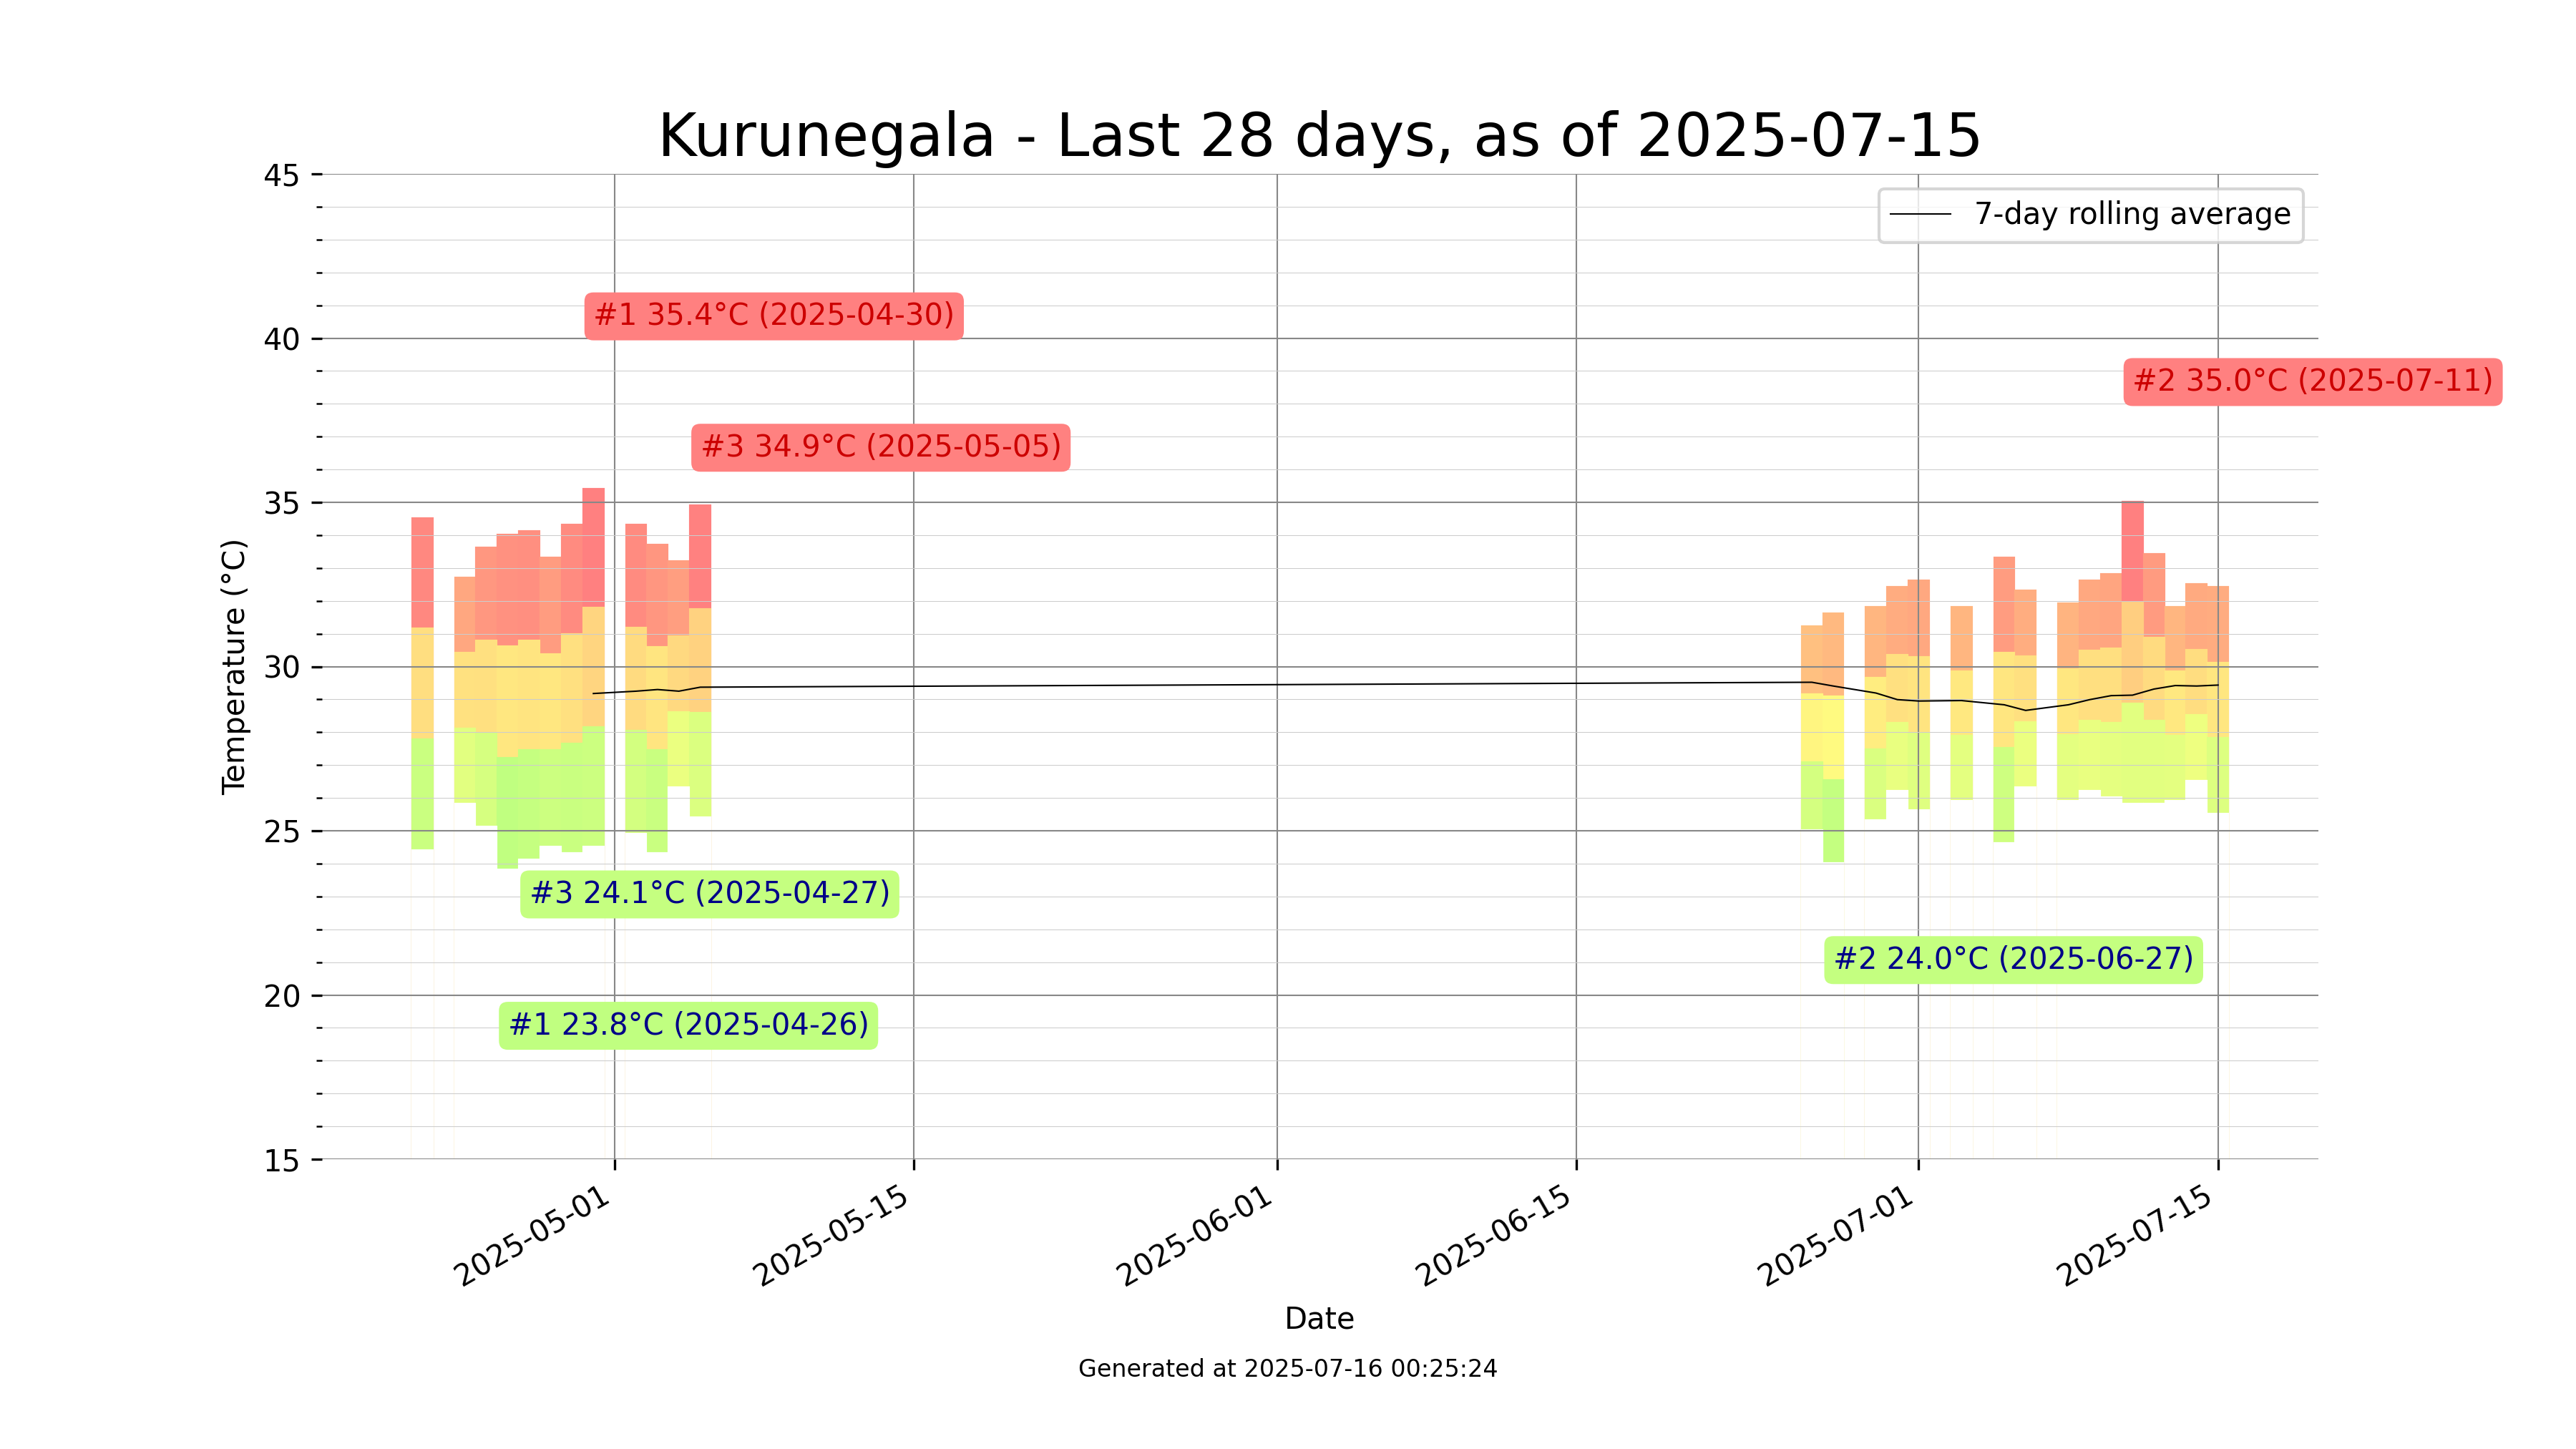 Kurunegala - Last 28 days, as of 2025-07-15
45
7-day rolling average
#1 35.4°C (2025-04-30)
40
#2 35.0°C (2025-07-11)
#3 34.9°C (2025-05-05)
35
Temperature (°C)
30
25
#3 24.1°C (2025-04-27)
#2 24.0°C (2025-06-27)
20
#1 23.8°C (2025-04-26)
15
2025-05-01
2025-05-15
2025-06-01
2025-06-15
2025-07-01
2025-07-15
Date
Generated at 2025-07-16 00:25:24